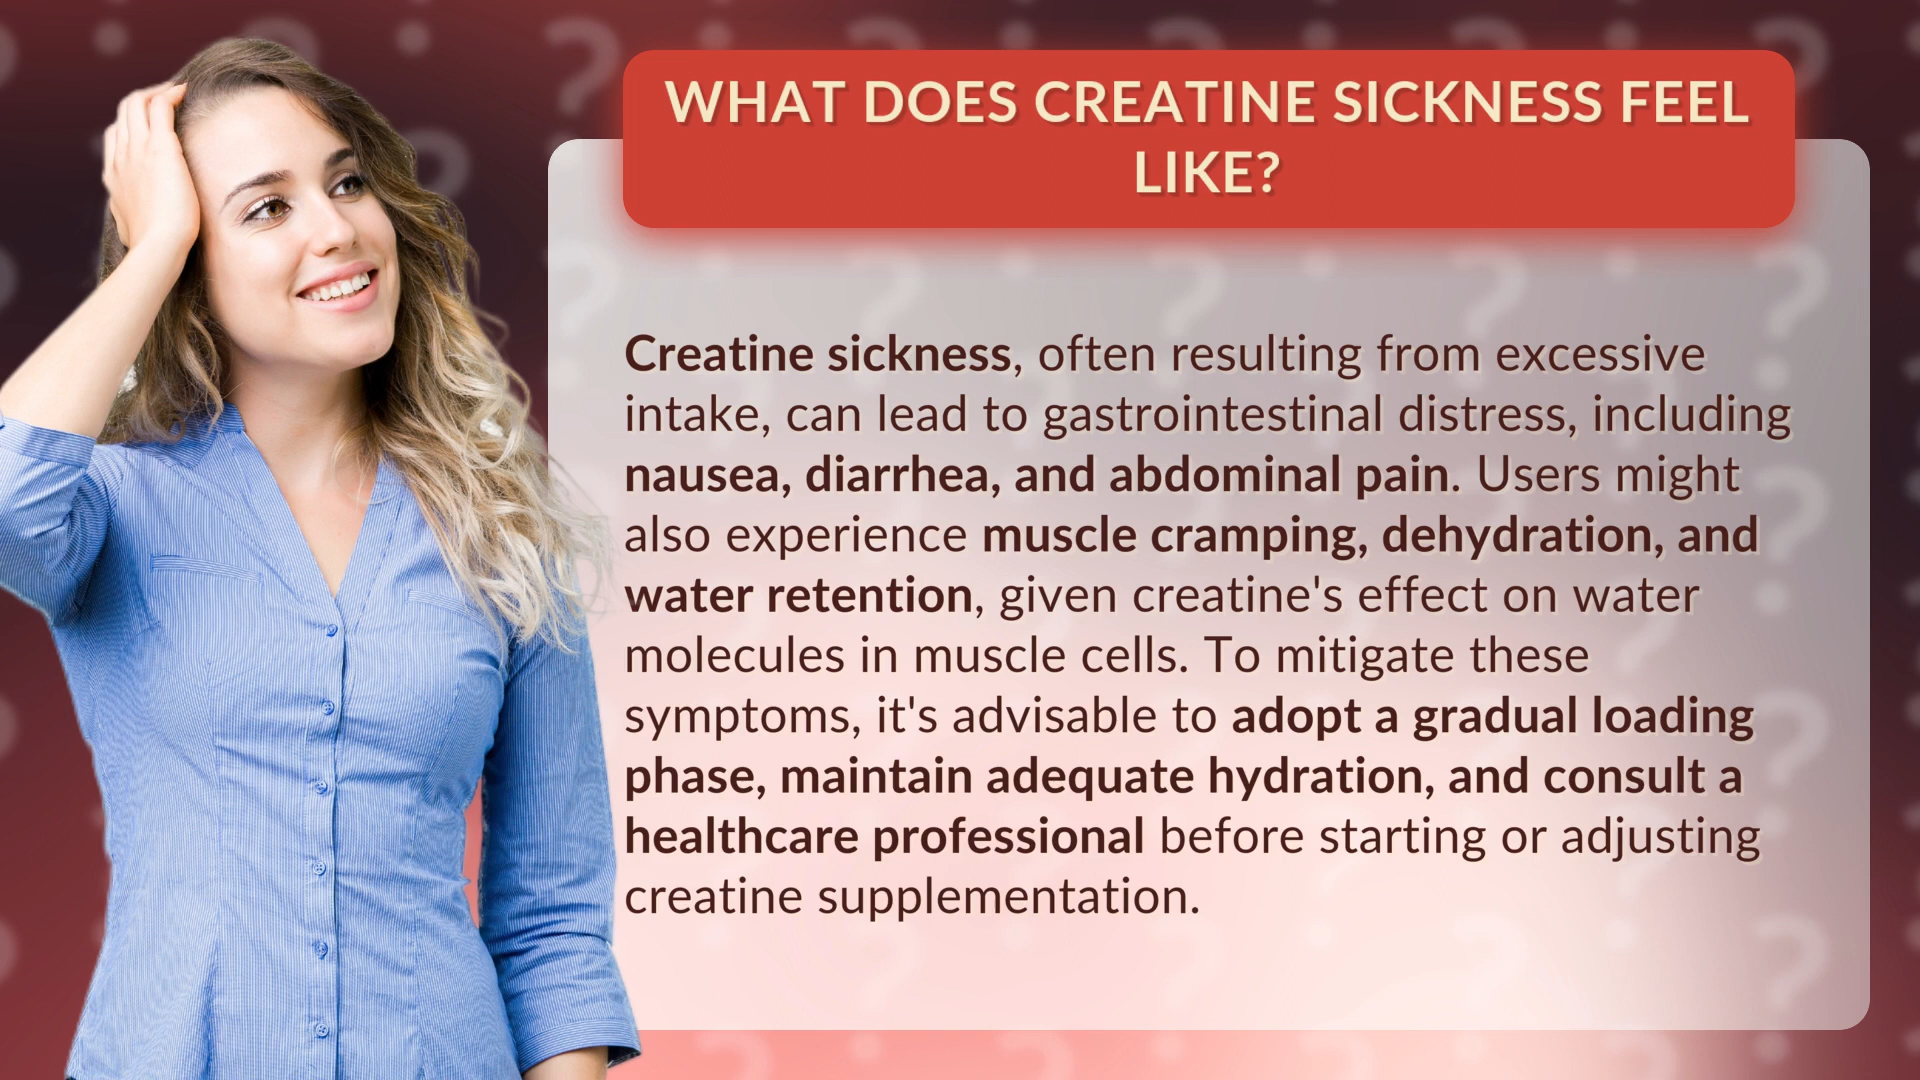 WHAT DOES CREATINE SICKNESS FEEL
LIKE?
Creatine sickness, often resulting from excessive
intake, can lead to gastrointestinal distress, including
nausea, diarrhea, and abdominal pain. Users might
also experience muscle cramping, dehydration, and
water retention, given creatine's effect on water
molecules in muscle cells. To mitigate these
symptoms, it's advisable to adopt a gradual loading
phase, maintain adequate hydration, and consult a
healthcare professional before starting or adjusting
creatine supplementation.